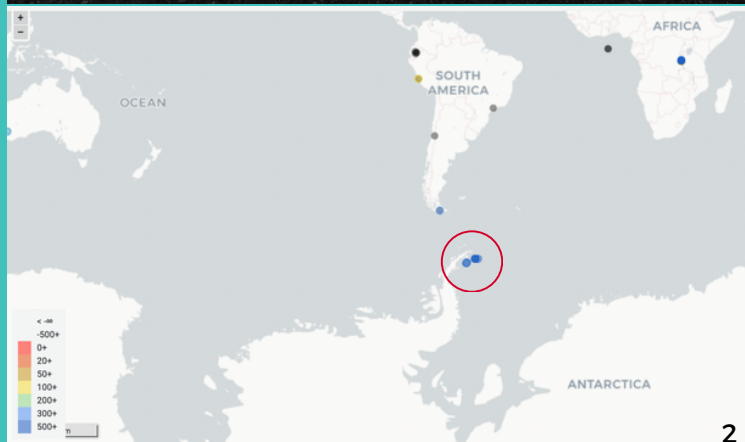 +
−
AFRICA
SOUTH
AMERICA
OCEAN
ANTARCTICA
< -∞
-500+
0+
20+
50+
100+
200+
300+
500+
m
2